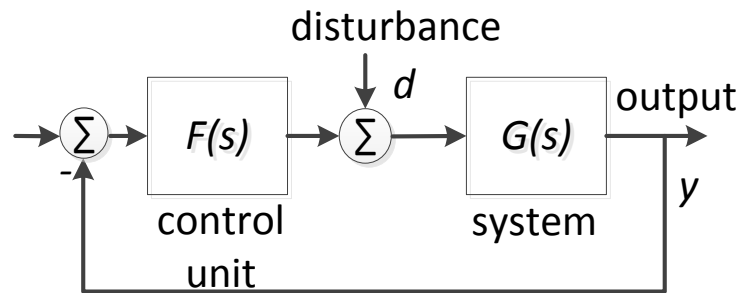 disturbance
d
output
Σ
F(s)
Σ
G(s)
-
y
control
unit
system